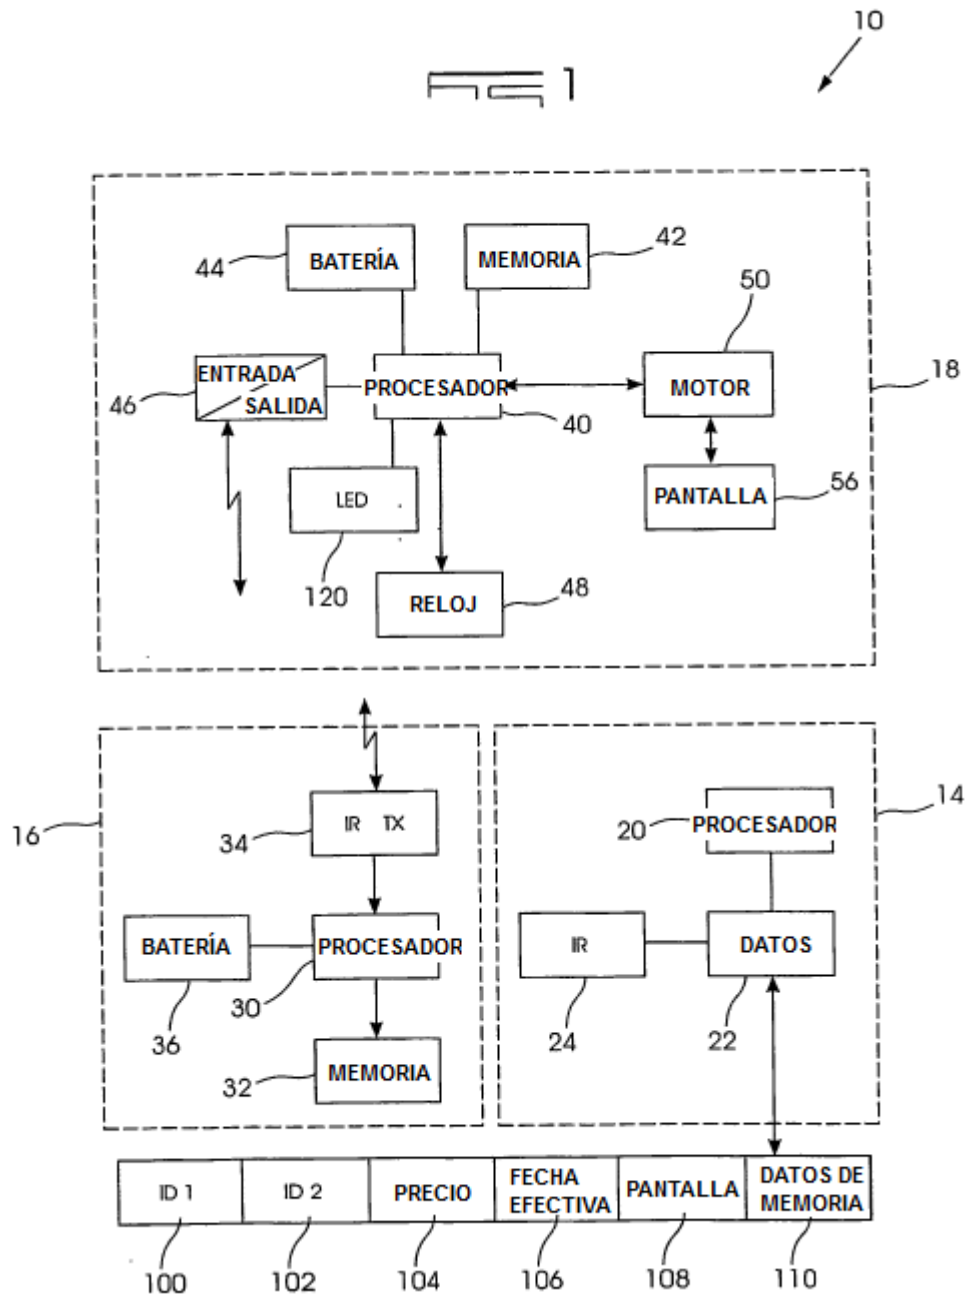 10
FIG 1
44
BATERÍA
MEMORIA
42
50
46
ENTRADA
SALIDA
PROCESADOR
40
MOTOR
18
LED
120
PANTALLA
56
RELOJ
48
16
IR TX
34
20
PROCESADOR
14
BATERÍA
36
PROCESADOR
30
IR
24
DATOS
22
32
MEMORIA
ID 1
ID 2
PRECIO
FECHA
EFECTIVA
PANTALLA
DATOS DE
MEMORIA
100
102
104
106
108
110